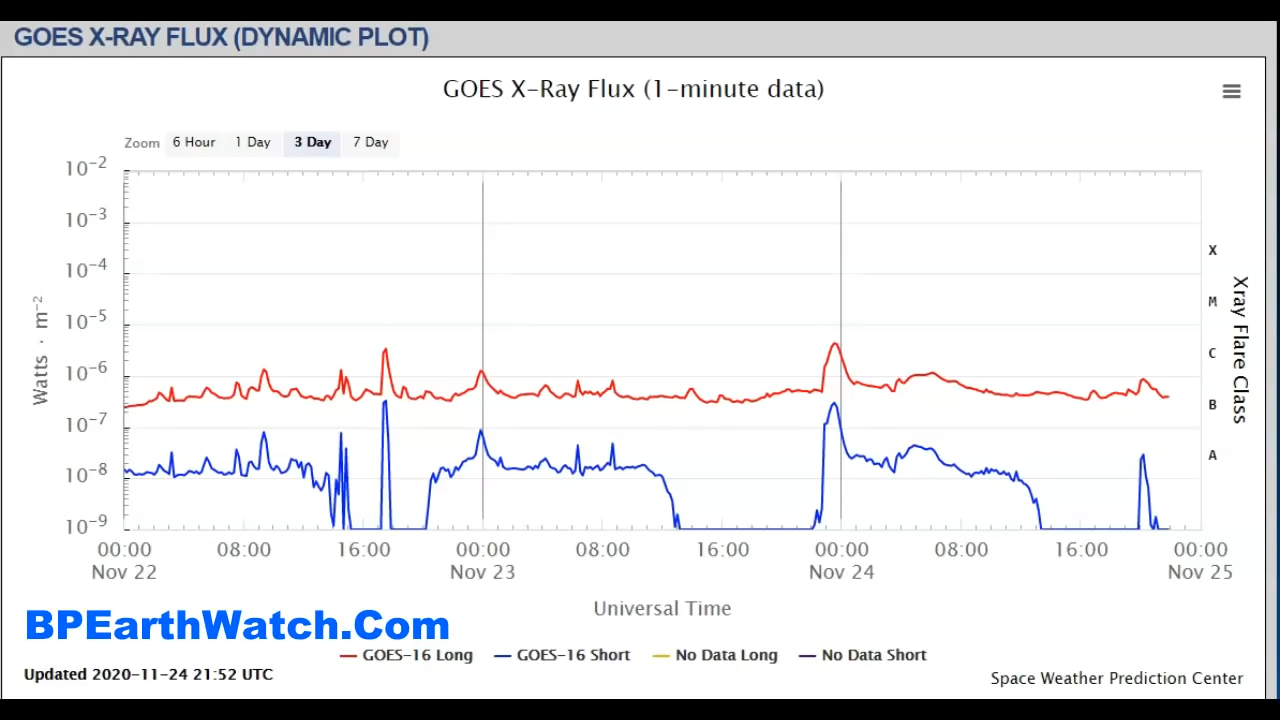 GOES X-RAY FLUX (DYNAMIC PLOT)
GOES X-Ray Flux (1-minute data)
Zoom 6 Hour 1 Day 3 Day 7 Day
10⁻²
10⁻³
10⁻⁴
10⁻⁵
10⁻⁶
10⁻⁷
10⁻⁸
10⁻⁹
Watts · m⁻²
X
M
C
B
A
Xray Flare Class
00:00 08:00 16:00 00:00 08:00 16:00 00:00 08:00 16:00 00:00
Nov 22 Nov 23 Nov 24 Nov 25
Universal Time
BPEarthWatch.Com
GOES-16 Long GOES-16 Short No Data Long No Data Short
Updated 2020-11-24 21:52 UTC
Space Weather Prediction Center